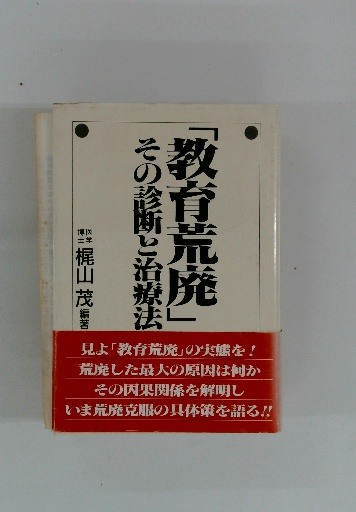 「教育荒廃」
その診断と治療法
医学博士 梶山 茂 編著
見よ「教育荒廃」の実態を！
荒廃した最大の原因は何か
その因果関係を解明し
いま荒廃克服の具体策を語る!!